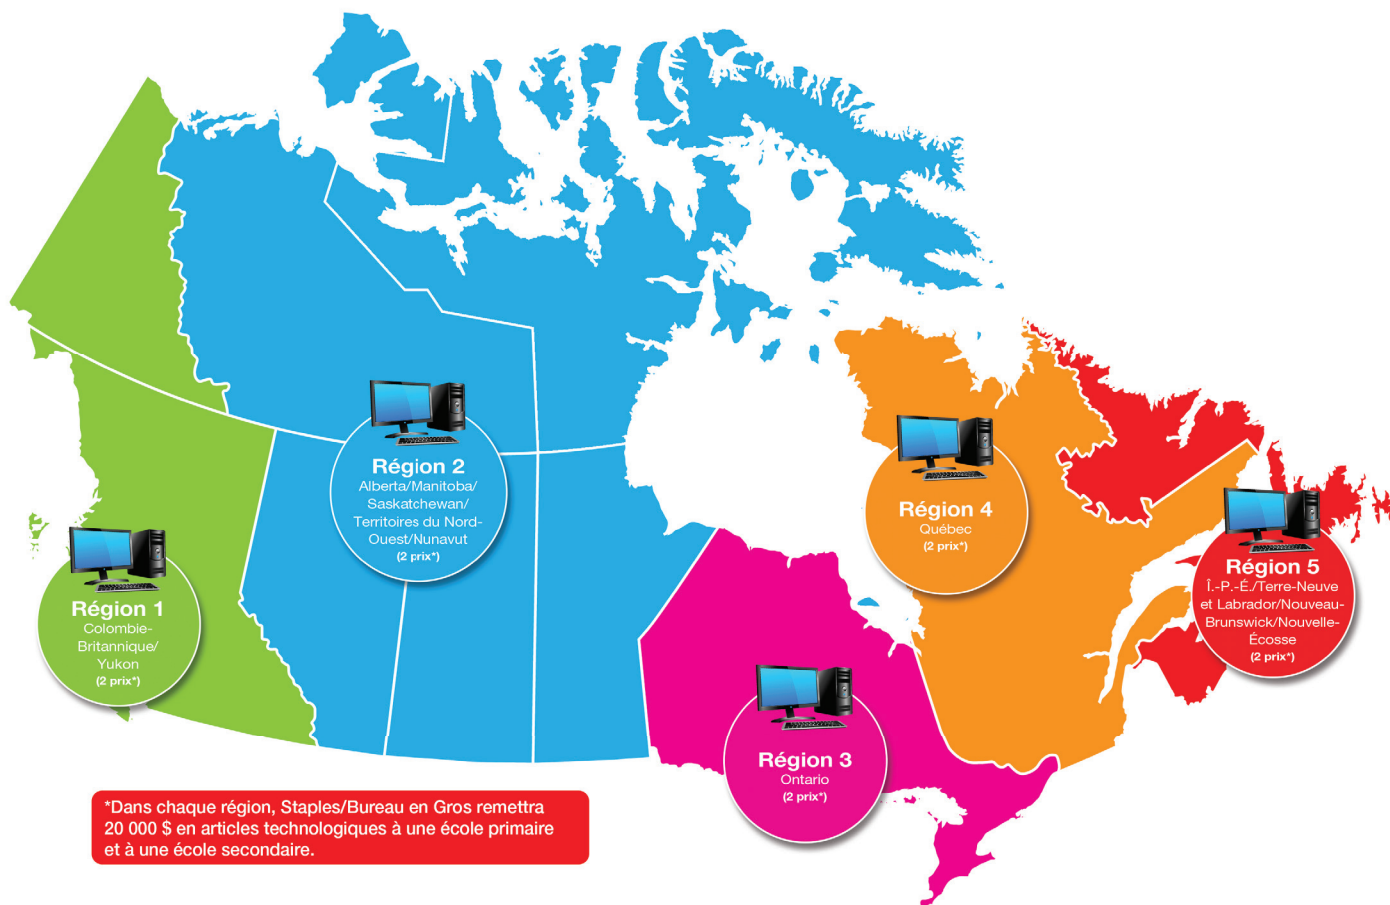 Région 2
Alberta/Manitoba/
Saskatchewan/
Territoires du Nord-
Ouest/Nunavut
(2 prix*)
Région 4
Québec
(2 prix*)
Région 5
Î.-P.-É./Terre-Neuve
et Labrador/Nouveau-
Brunswick/Nouvelle-
Écosse
(2 prix*)
Région 1
Colombie-
Britannique/
Yukon
(2 prix*)
Région 3
Ontario
(2 prix*)
*Dans chaque région, Staples/Bureau en Gros remettra
20 000 $ en articles technologiques à une école primaire
et à une école secondaire.